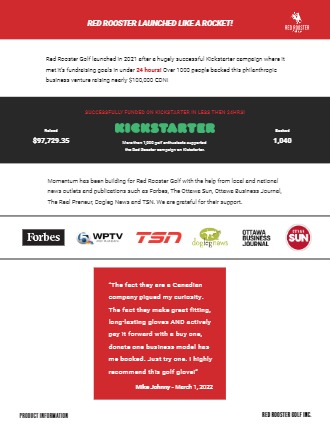 RED ROOSTER LAUNCHED LIKE A ROCKET!
RED ROOSTER
GOLF
Red Rooster Golf launched in 2021 after a hugely successful Kickstarter campaign where it
met it's fundraising goals in under 24 hours! Over 1000 people backed this philanthropic
business venture raising nearly $100,000 CDN!
SUCCESSFULLY FUNDED ON KICKSTARTER IN LESS THEN 24HRS!
KICKSTARTER
Raised
$97,729.35
More than 1,000 golf enthusiasts supported
the Red Rooster campaign on Kickstarter.
Backed
1,040
Momentum has been building for Red Rooster Golf with the help from local and national
news outlets and publications such as Forbes, The Ottawa Sun, Ottawa Business Journal,
The Reel Preneur, Dogleg News and TSN. We are grateful for their support.
Forbes
WPTV
TSN
doglegnews
OTTAWA
BUSINESS
JOURNAL
OTTAWA
SUN
"The fact they are a Canadian
company piqued my curiosity.
The fact they make great fitting,
long-lasting gloves AND actively
pay it forward with a buy one,
donate one business model has
me hooked. Just try one. I highly
recommend this golf glove!"
Mike Johnny - March 1, 2022
PRODUCT INFORMATION
RED ROOSTER GOLF INC.